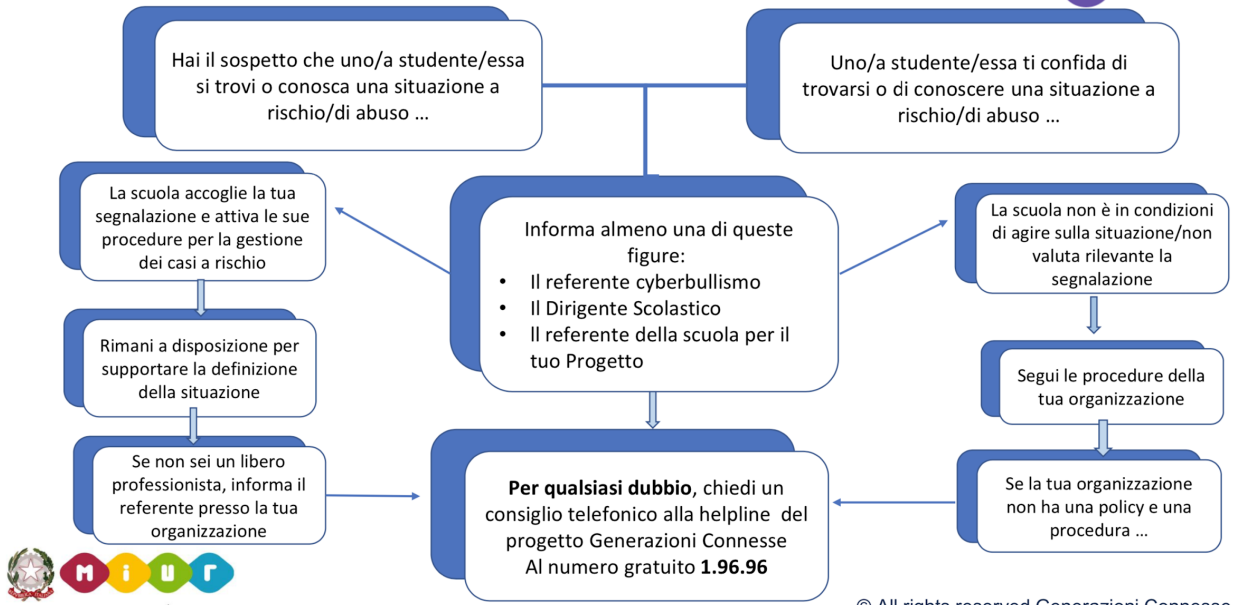 Hai il sospetto che uno/a studente/essa
si trovi o conosca una situazione a
rischio/di abuso …
Uno/a studente/essa ti confida di
trovarsi o di conoscere una situazione a
rischio/di abuso …
La scuola accoglie la tua
segnalazione e attiva le sue
procedure per la gestione
dei casi a rischio
Informa almeno una di queste
figure:
• Il referente cyberbullismo
• Il Dirigente Scolastico
• Il referente della scuola per il
tuo Progetto
La scuola non è in condizioni
di agire sulla situazione/non
valuta rilevante la
segnalazione
Rimani a disposizione per
supportare la definizione
della situazione
Segui le procedure della
tua organizzazione
Se non sei un libero
professionista, informa il
referente presso la tua
organizzazione
Per qualsiasi dubbio, chiedi un
consiglio telefonico alla helpline del
progetto Generazioni Connesse
Al numero gratuito 1.96.96
Se la tua organizzazione
non ha una policy e una
procedura …
miur
© All rights reserved Generazioni Connesse